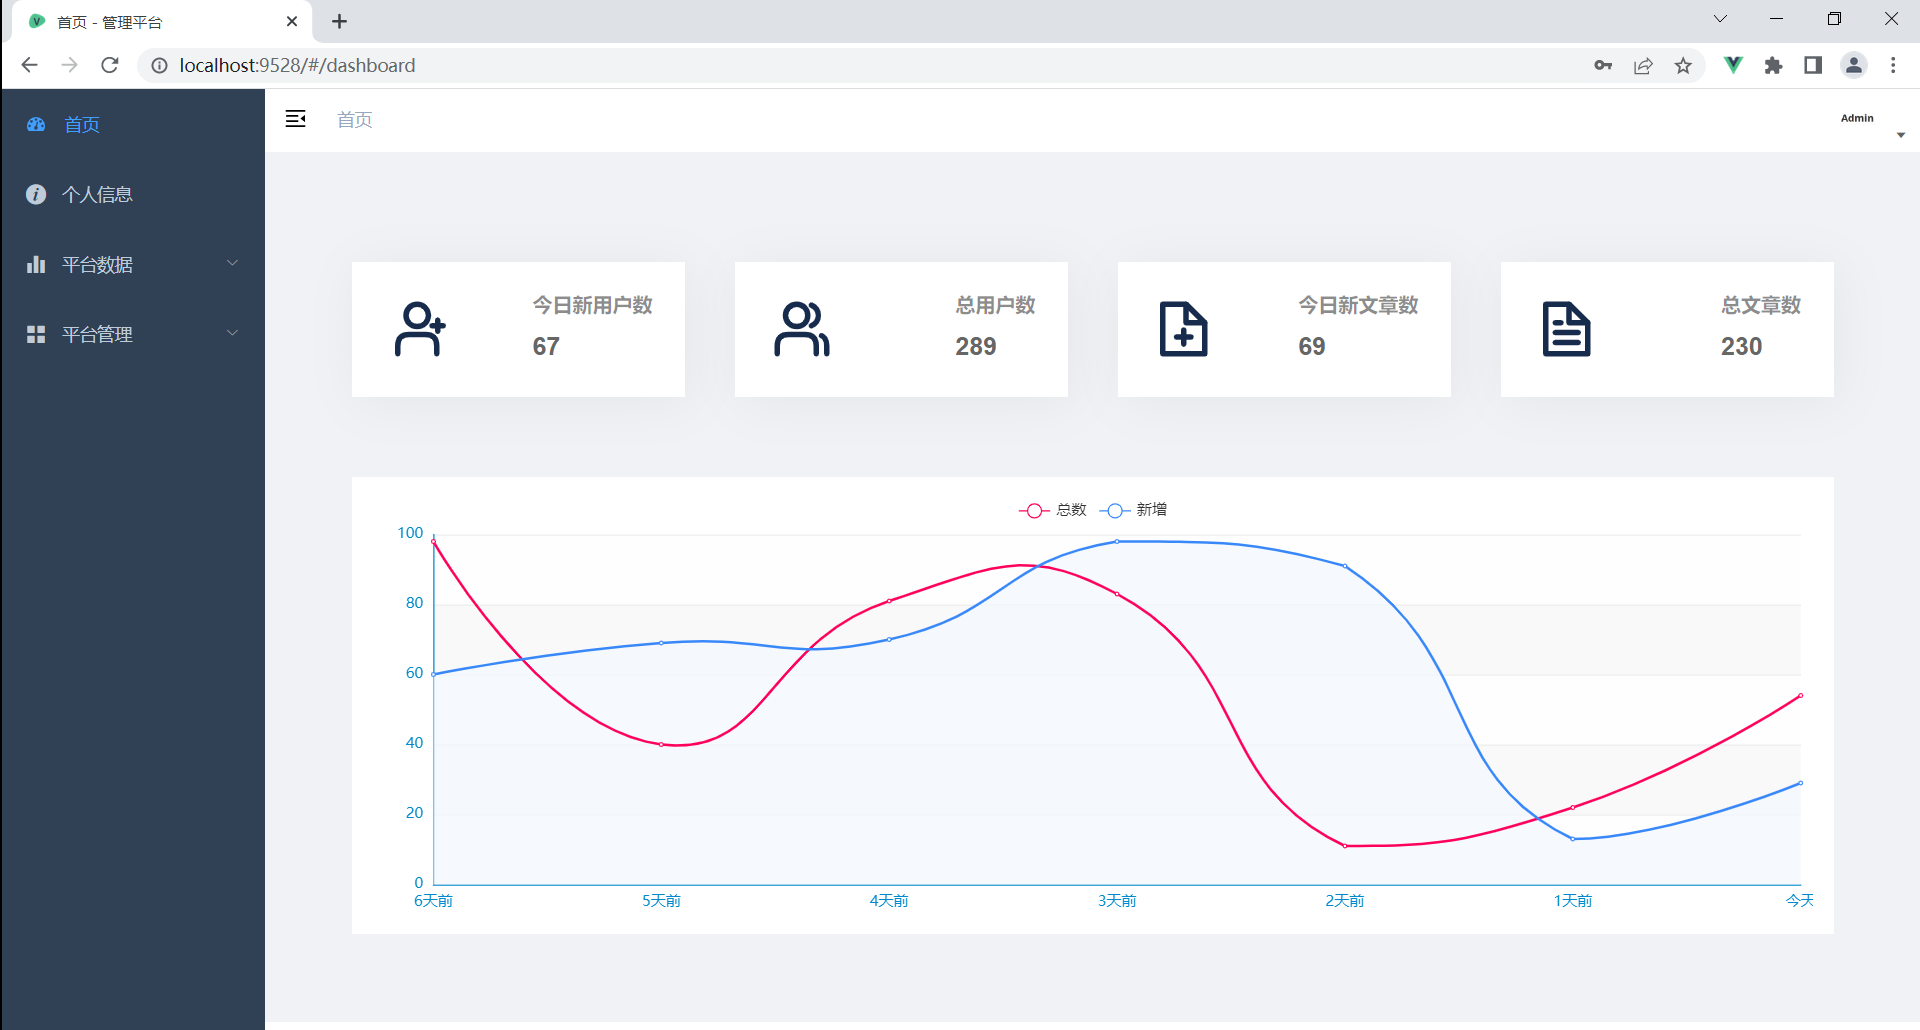 首页 - 管理平台
localhost:9528/#/dashboard
首页
个人信息
平台数据
平台管理
首页
Admin
今日新用户数
67
总用户数
289
今日新文章数
69
总文章数
230
总数 新增
100
80
60
40
20
0
6天前 5天前 4天前 3天前 2天前 1天前 今天